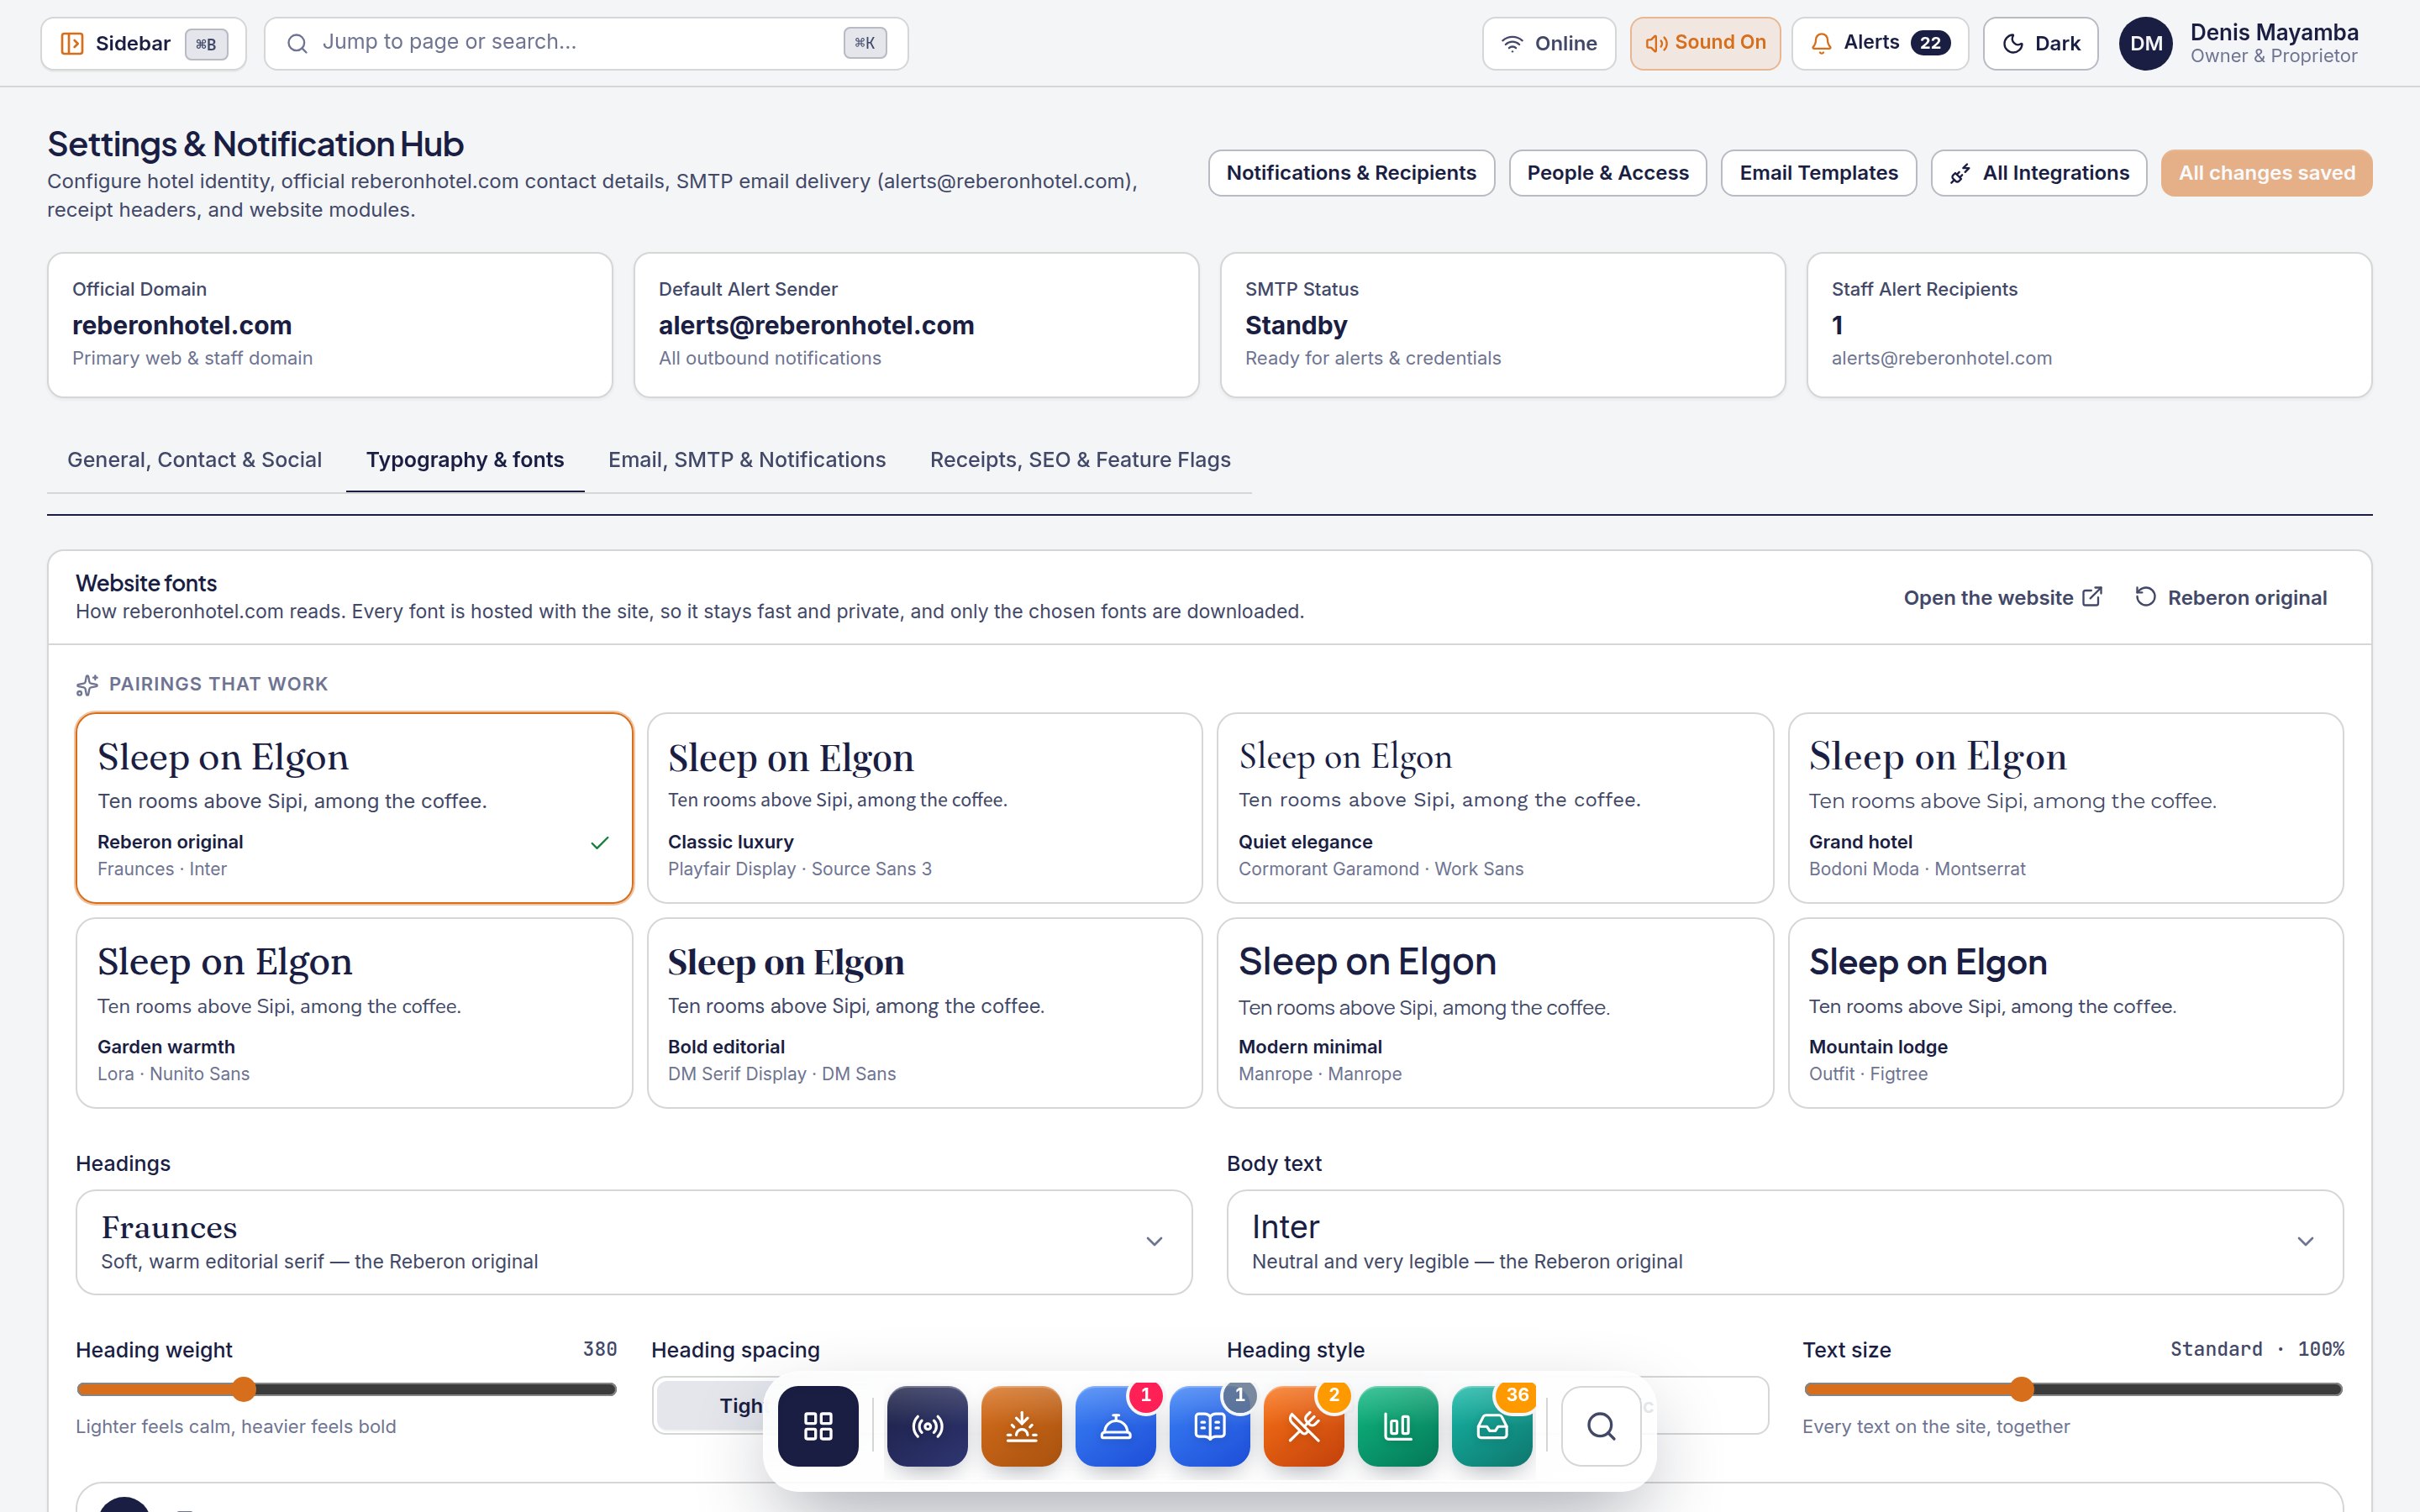 Sidebar ⌘B
Jump to page or search... ⌘K
Online
Sound On
Alerts 22
Dark
DM
Denis Mayamba
Owner & Proprietor
Settings & Notification Hub
Configure hotel identity, official reberonhotel.com contact details, SMTP email delivery (alerts@reberonhotel.com),
receipt headers, and website modules.
Notifications & Recipients
People & Access
Email Templates
All Integrations
All changes saved
Official Domain
reberonhotel.com
Primary web & staff domain
Default Alert Sender
alerts@reberonhotel.com
All outbound notifications
SMTP Status
Standby
Ready for alerts & credentials
Staff Alert Recipients
1
alerts@reberonhotel.com
General, Contact & Social
Typography & fonts
Email, SMTP & Notifications
Receipts, SEO & Feature Flags
Website fonts
How reberonhotel.com reads. Every font is hosted with the site, so it stays fast and private, and only the chosen fonts are downloaded.
Open the website
Reberon original
PAIRINGS THAT WORK
Sleep on Elgon
Ten rooms above Sipi, among the coffee.
Reberon original
Fraunces · Inter
Sleep on Elgon
Ten rooms above Sipi, among the coffee.
Classic luxury
Playfair Display · Source Sans 3
Sleep on Elgon
Ten rooms above Sipi, among the coffee.
Quiet elegance
Cormorant Garamond · Work Sans
Sleep on Elgon
Ten rooms above Sipi, among the coffee.
Grand hotel
Bodoni Moda · Montserrat
Sleep on Elgon
Ten rooms above Sipi, among the coffee.
Garden warmth
Lora · Nunito Sans
Sleep on Elgon
Ten rooms above Sipi, among the coffee.
Bold editorial
DM Serif Display · DM Sans
Sleep on Elgon
Ten rooms above Sipi, among the coffee.
Modern minimal
Manrope · Manrope
Sleep on Elgon
Ten rooms above Sipi, among the coffee.
Mountain lodge
Outfit · Figtree
Headings
Fraunces
Soft, warm editorial serif — the Reberon original
Body text
Inter
Neutral and very legible — the Reberon original
Heading weight 380
Lighter feels calm, heavier feels bold
Heading spacing
Heading style
Text size Standard · 100%
Every text on the site, together
1
1
2
36